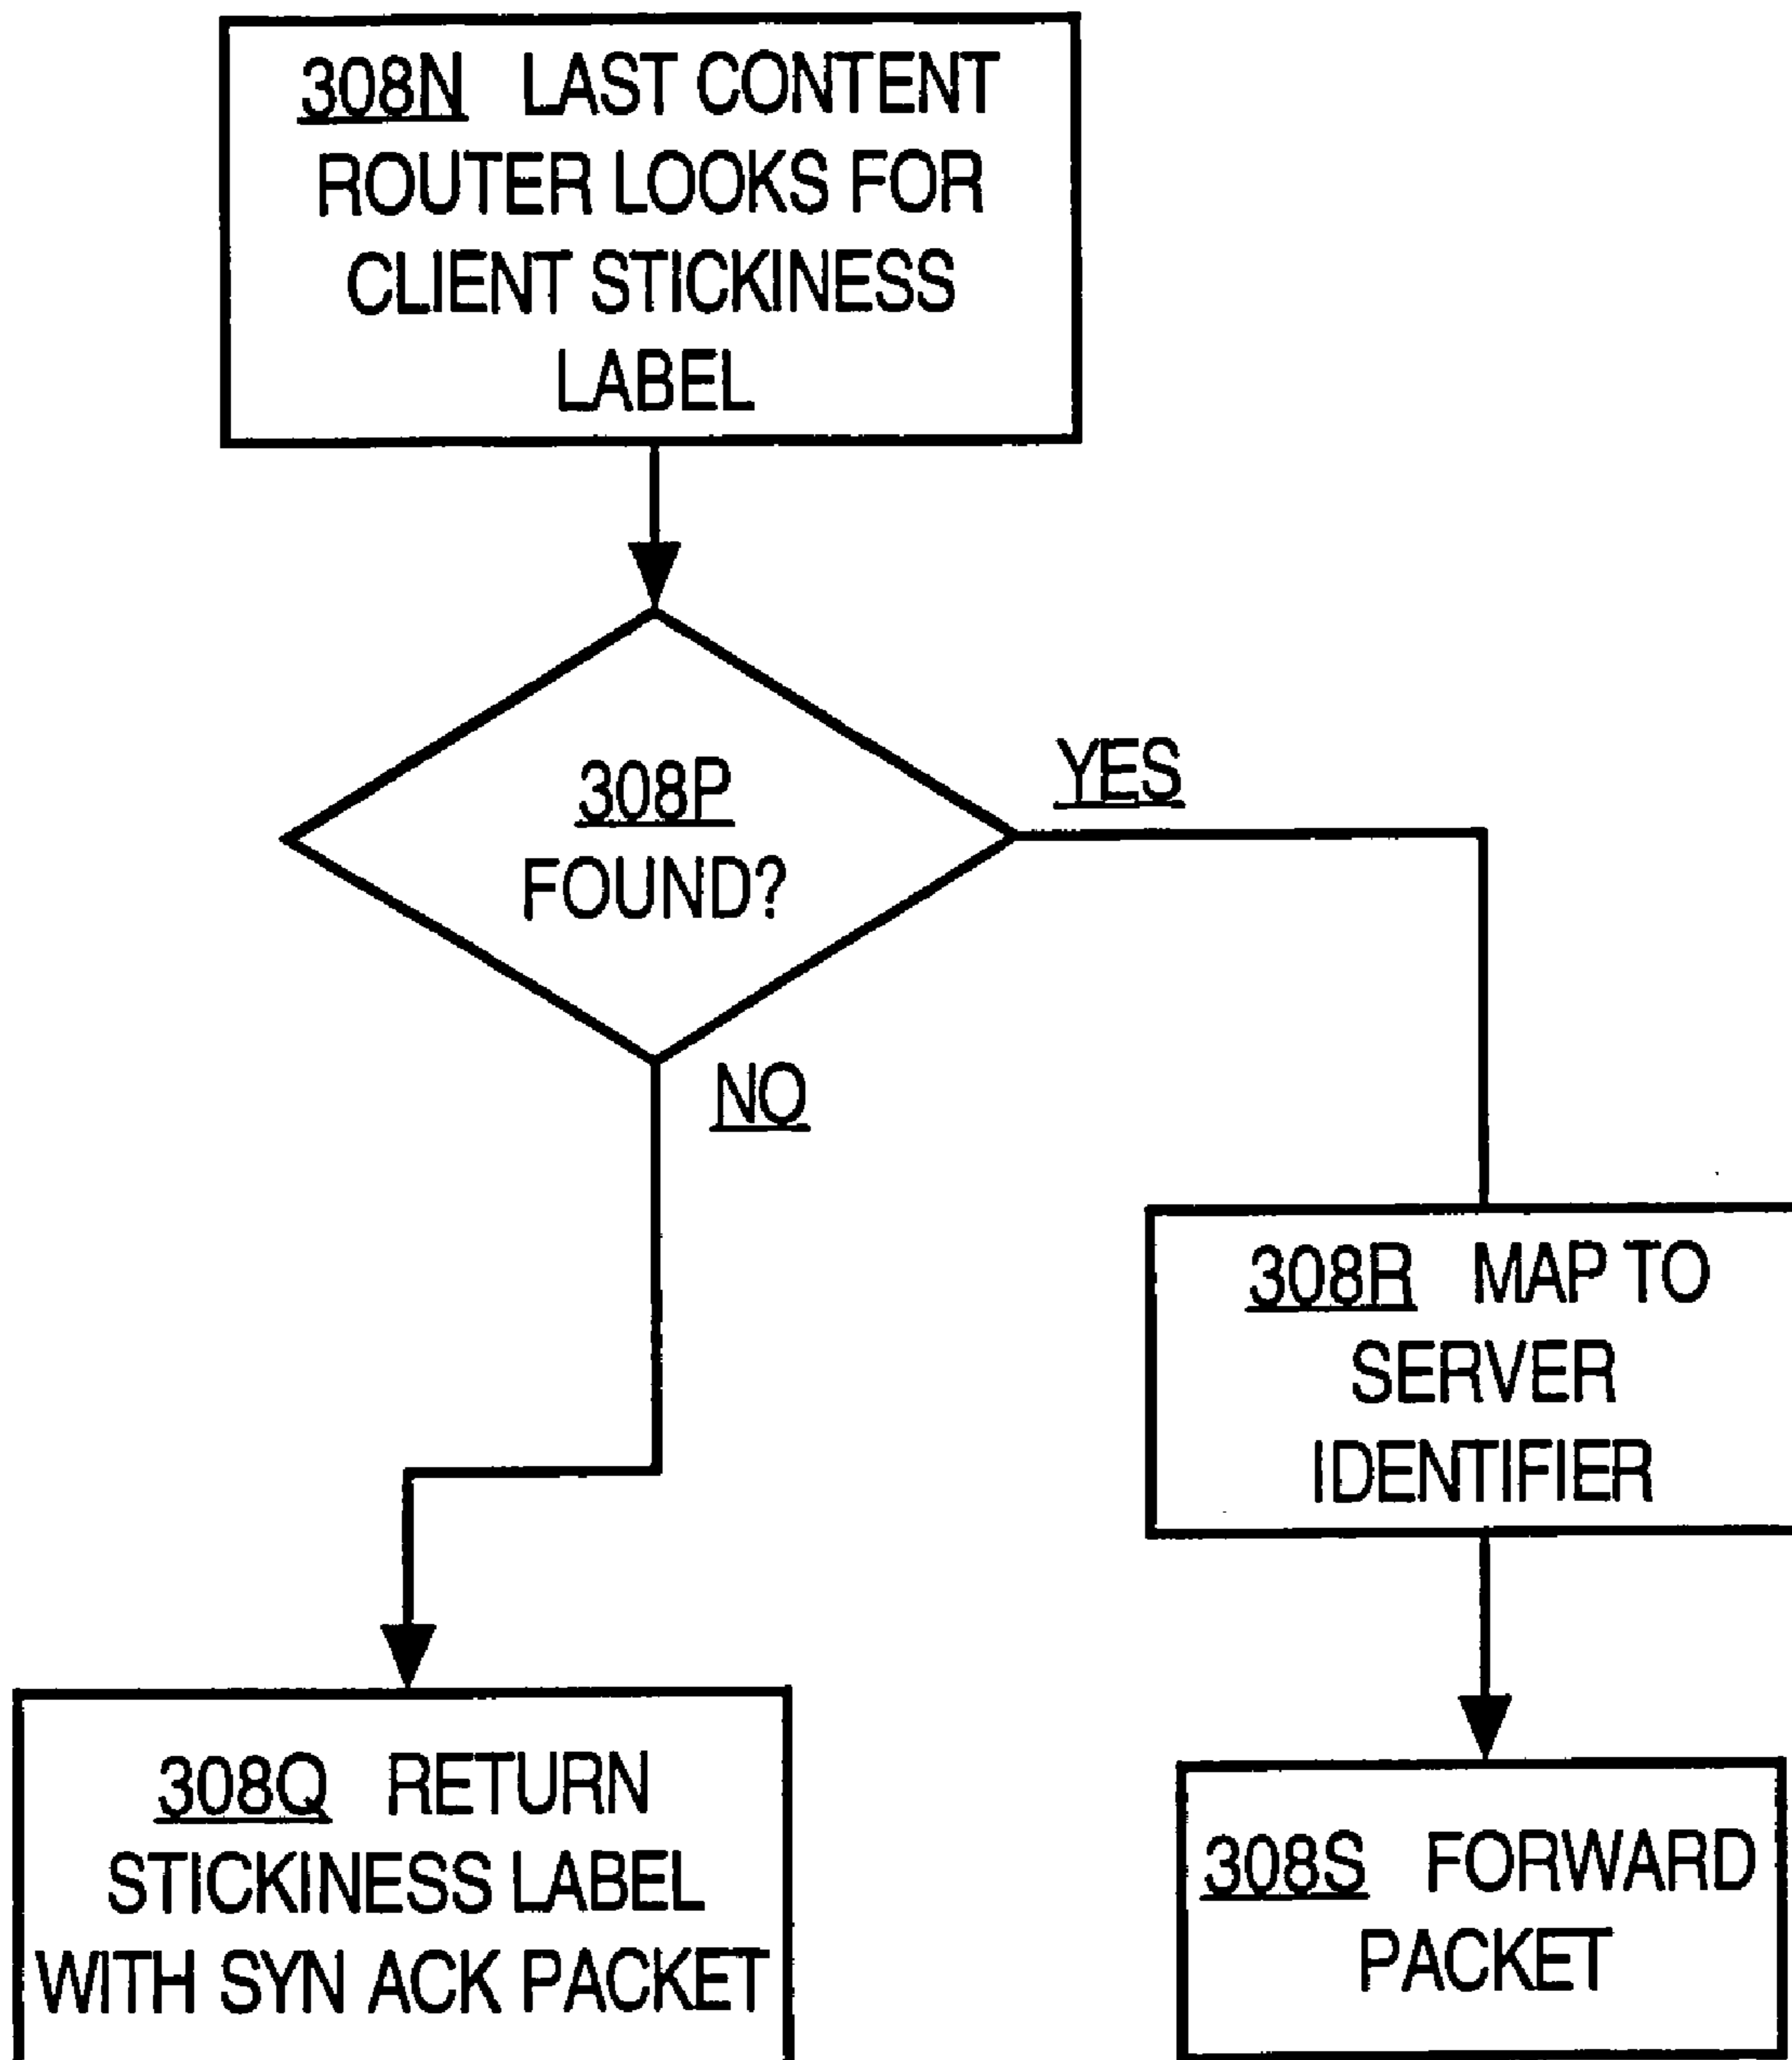 308N LAST CONTENT
ROUTER LOOKS FOR
CLIENT STICKINESS
LABEL
308P
FOUND?
YES
NO
308R MAP TO
SERVER
IDENTIFIER
308Q RETURN
STICKINESS LABEL
WITH SYN ACK PACKET
308S FORWARD
PACKET